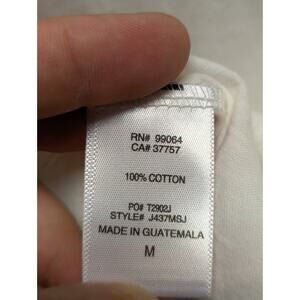 RN# 99064
CA# 37757
100% COTTON
PO# T2902J
STYLE# J437MSJ
MADE IN GUATEMALA
M